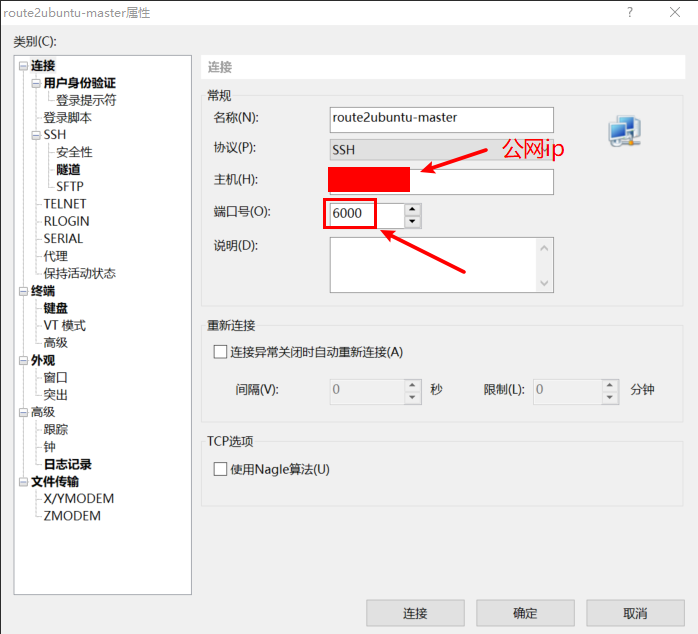 route2ubuntu-master属性
类别(C):
连接
用户身份验证
登录提示符
登录脚本
SSH
安全性
隧道
SFTP
TELNET
RLOGIN
SERIAL
代理
保持活动状态
终端
键盘
VT 模式
高级
外观
窗口
突出
高级
跟踪
钟
日志记录
文件传输
X/YMODEM
ZMODEM
连接
常规
名称(N):
route2ubuntu-master
协议(P):
SSH
公网ip
主机(H):
端口号(O):
6000
说明(D):
重新连接
连接异常关闭时自动重新连接(A)
间隔(V):
0
秒
限制(L):
0
分钟
TCP选项
使用Nagle算法(U)
连接
确定
取消